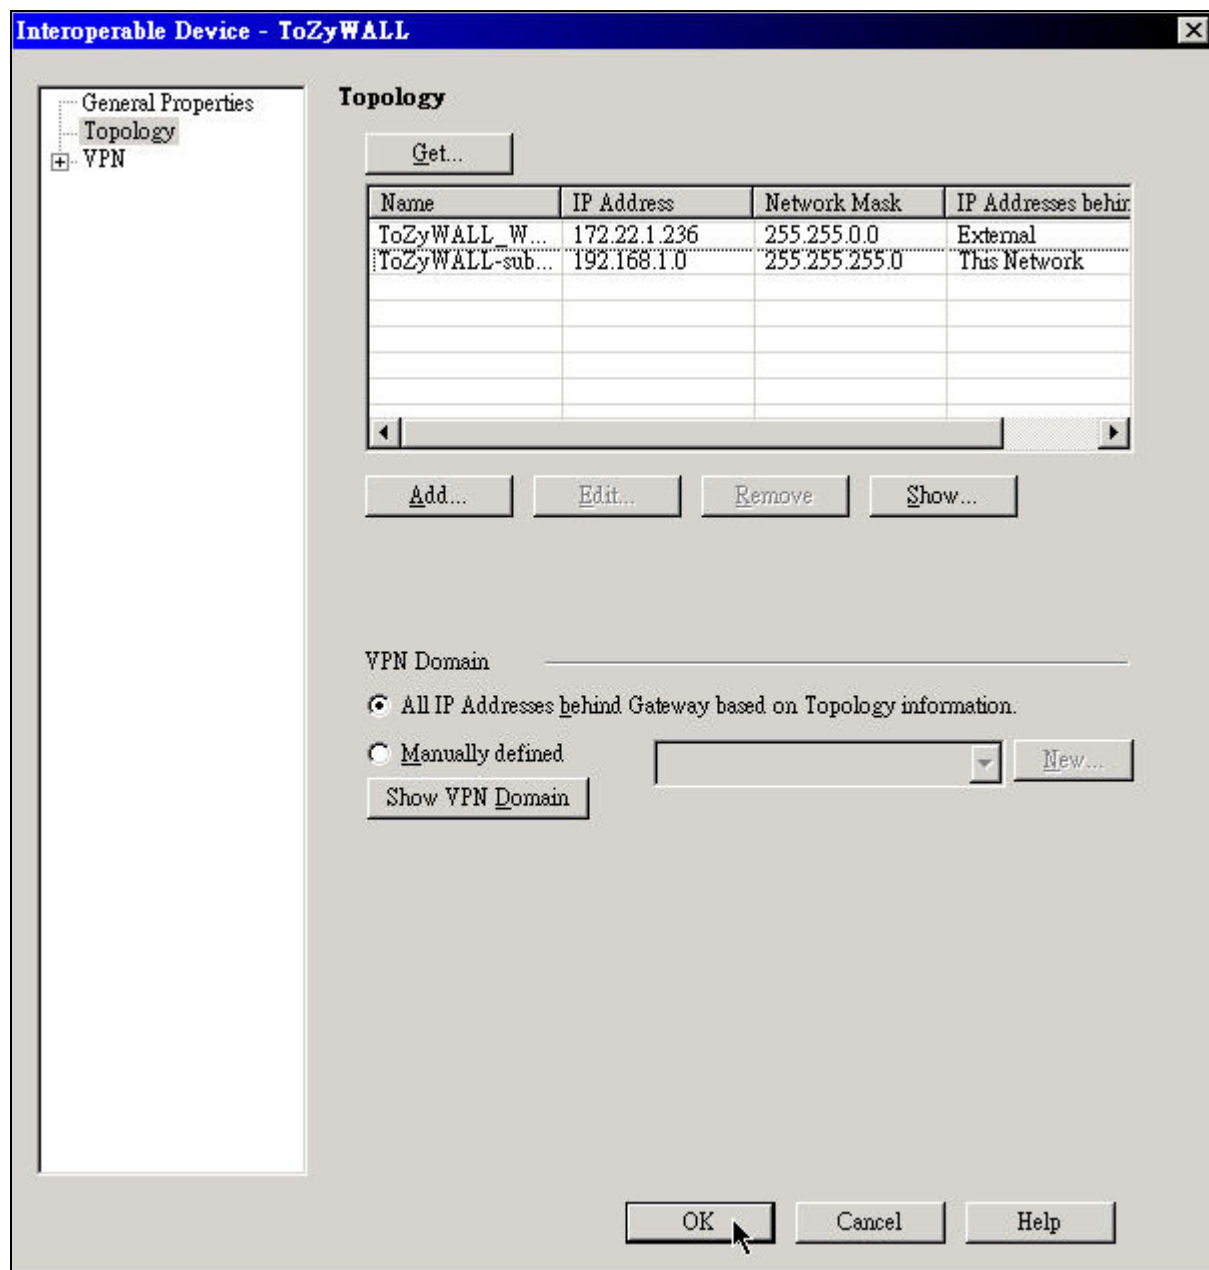 Interoperable Device - ToZyWALL
General Properties
Topology
VPN
Topology
Get...
Name IP Address Network Mask IP Addresses behin
ToZyWALL_W... 172.22.1.236 255.255.0.0 External
ToZyWALL-sub... 192.168.1.0 255.255.255.0 This Network
Add... Edit... Remove Show...
VPN Domain
All IP Addresses behind Gateway based on Topology information.
Manually defined New...
Show VPN Domain
OK Cancel Help